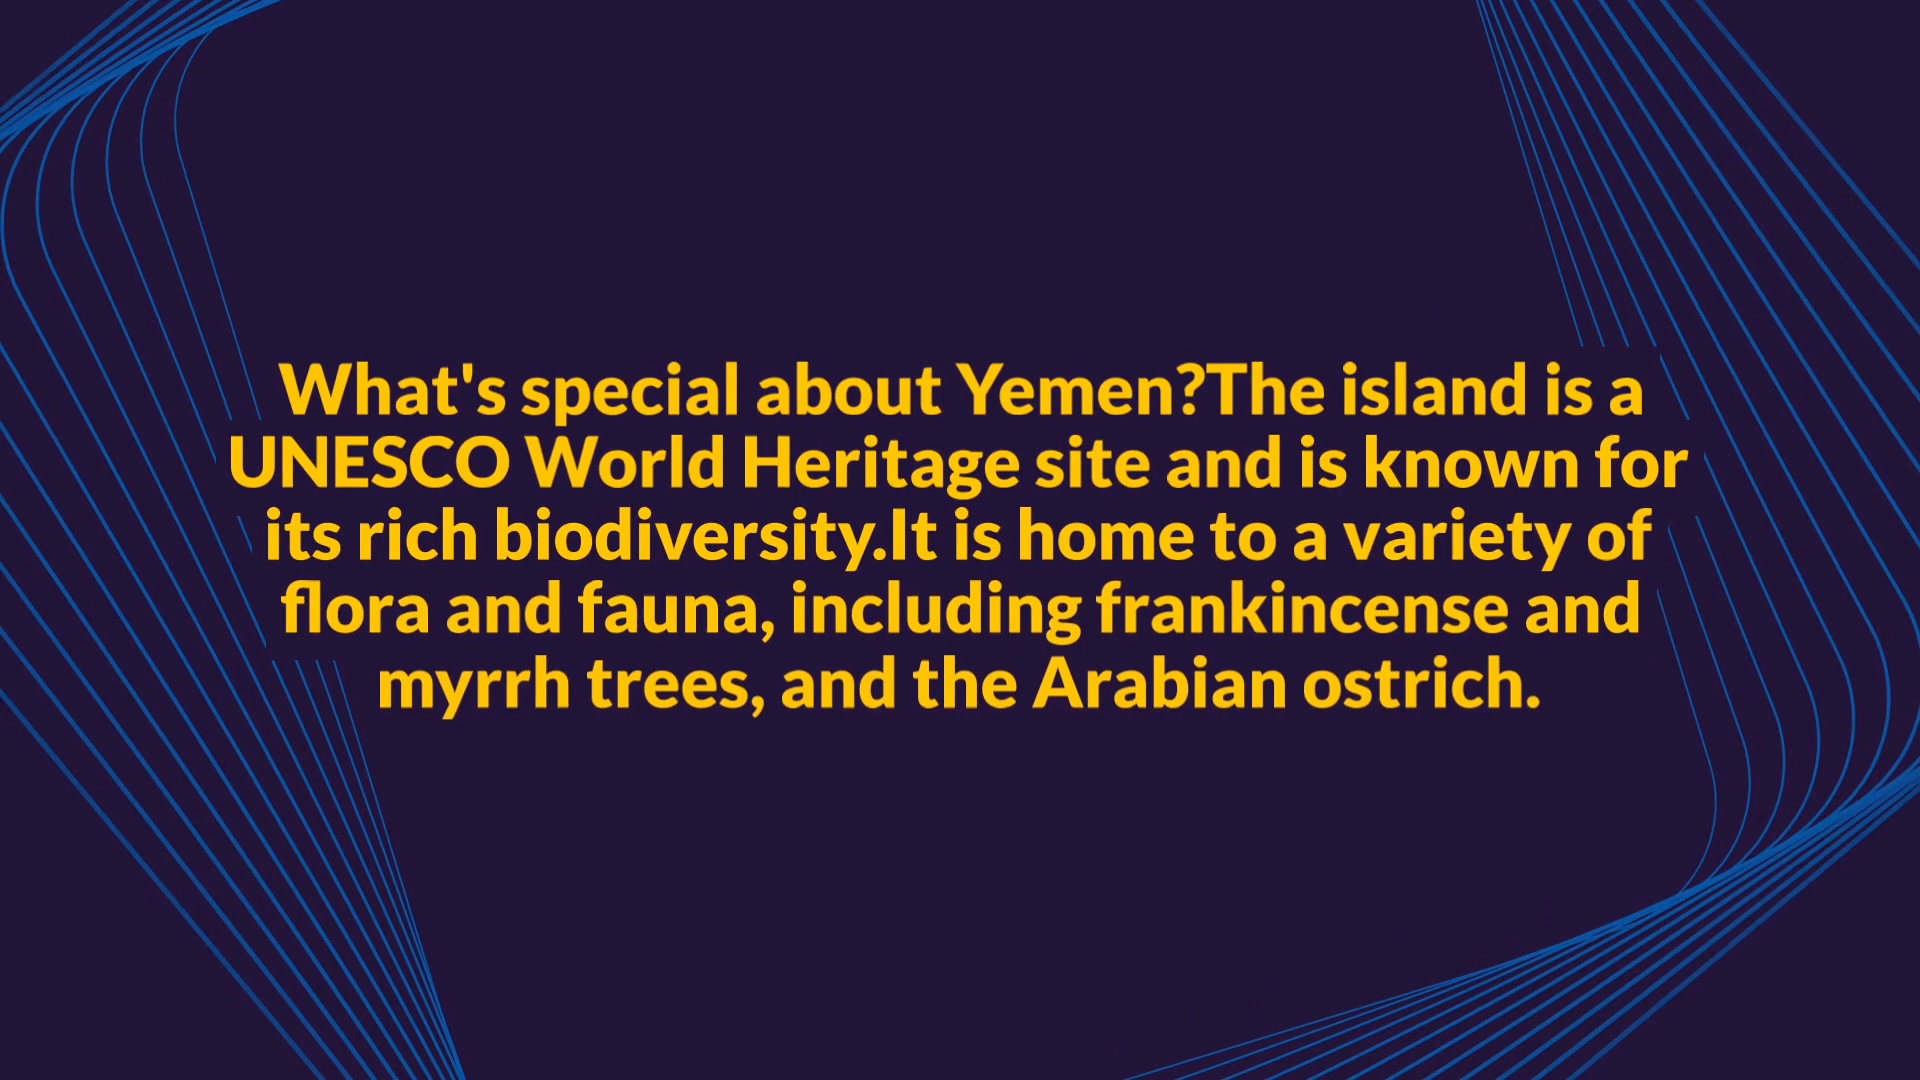 What's special about Yemen?The island is a
UNESCO World Heritage site and is known for
its rich biodiversity.It is home to a variety of
flora and fauna, including frankincense and
myrrh trees, and the Arabian ostrich.